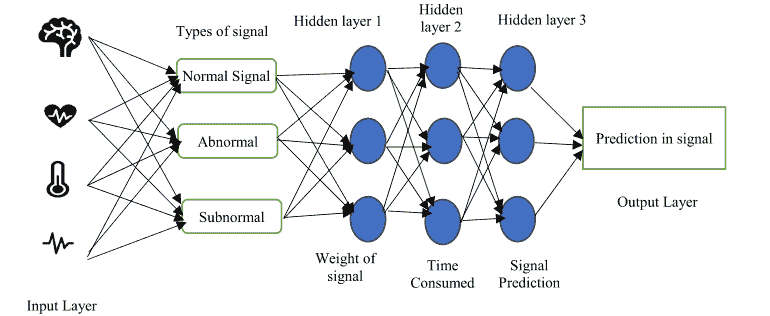 Types of signal
Hidden layer 1
Hidden
layer 2
Hidden layer 3
Normal Signal
Abnormal
Subnormal
Prediction in signal
Output Layer
Weight of
signal
Time
Consumed
Signal
Prediction
Input Layer